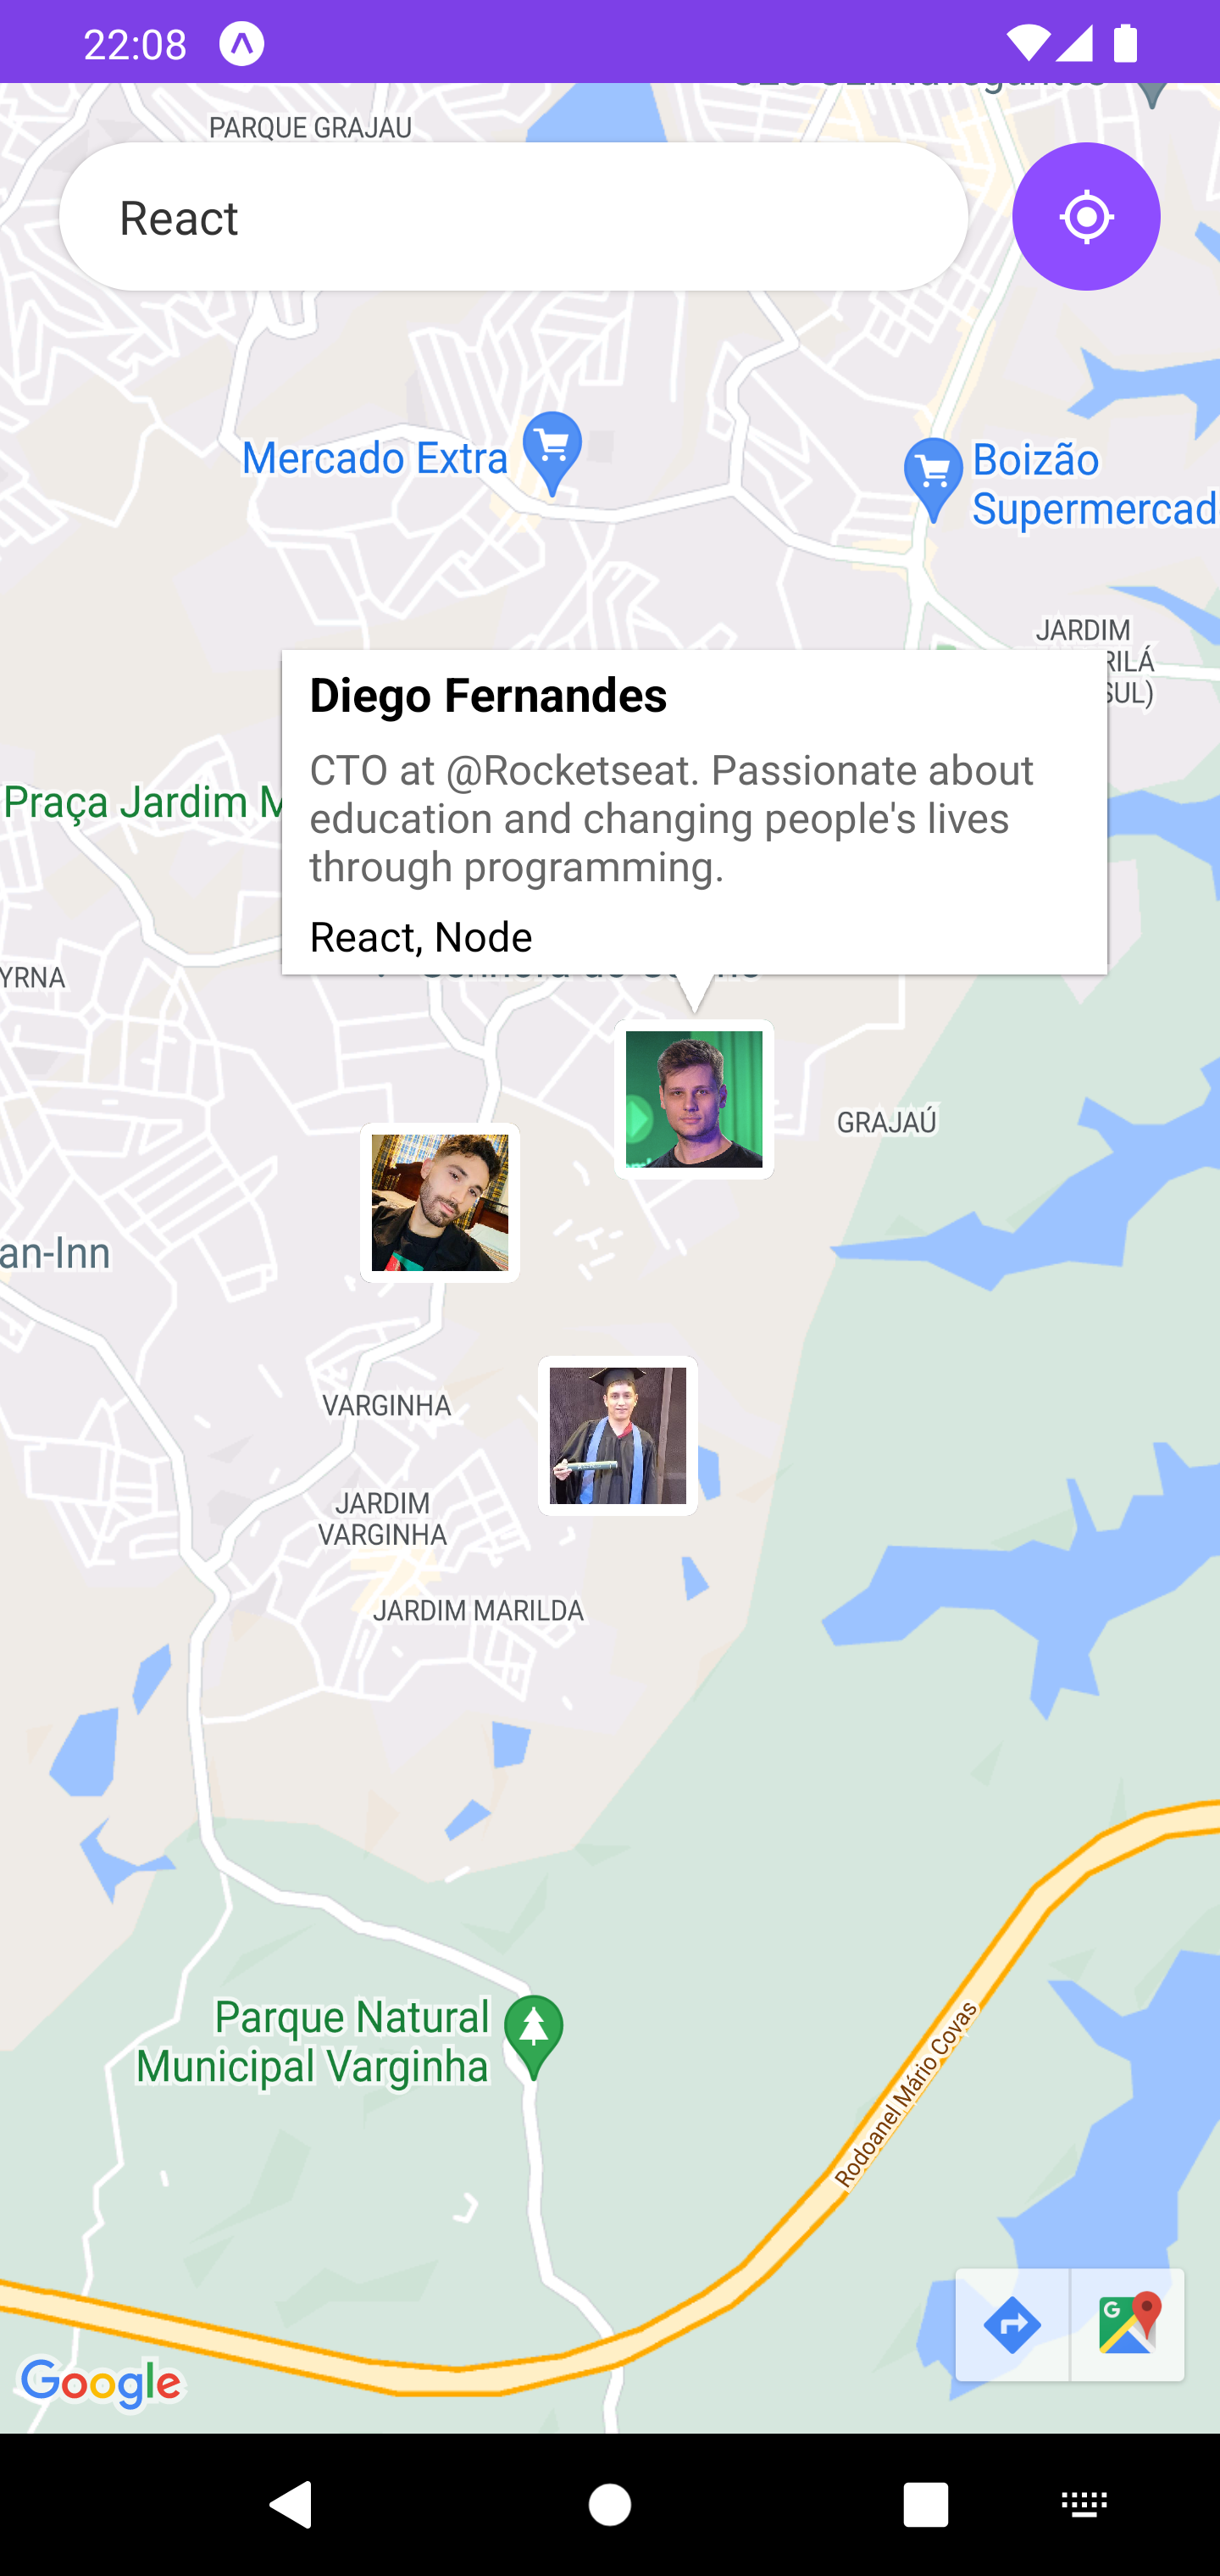 22:08
PARQUE GRAJAU
React
Mercado Extra
Boizão
Supermercad
JARDIM
RILÁ
SUL)
Diego Fernandes
CTO at @Rocketseat. Passionate about
education and changing people's lives
through programming.
React, Node
Praça Jardim M
YRNA
GRAJAÚ
an-Inn
VARGINHA
JARDIM
VARGINHA
JARDIM MARILDA
Parque Natural
Municipal Varginha
Rodoanel Mário Covas
G
Google